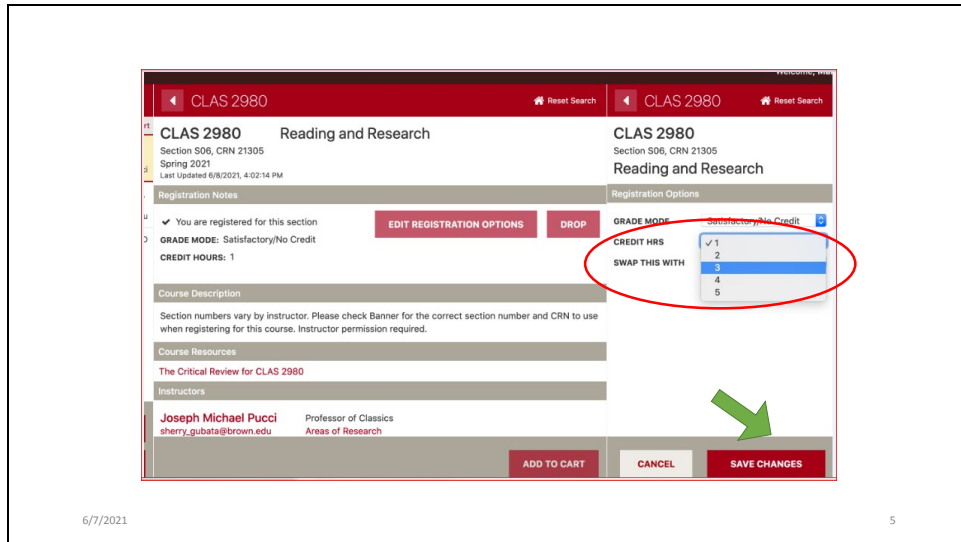 CLAS 2980
Reset Search
CLAS 2980 Reading and Research
Section S06, CRN 21305
Spring 2021
Last Updated 6/8/2021, 4:02:14 PM
Registration Notes
✔ You are registered for this section
EDIT REGISTRATION OPTIONS
DROP
GRADE MODE: Satisfactory/No Credit
CREDIT HOURS: 1
Course Description
Section numbers vary by instructor. Please check Banner for the correct section number and CRN to use
when registering for this course. Instructor permission required.
Course Resources
The Critical Review for CLAS 2980
Instructors
Joseph Michael Pucci Professor of Classics
sherry_gubata@brown.edu Areas of Research
ADD TO CART
Welcome,
CLAS 2980
Reset Search
CLAS 2980
Section S06, CRN 21305
Reading and Research
Registration Options
GRADE MODE Satisfactory/No Credit
CREDIT HRS
✓ 1
2
3
4
5
SWAP THIS WITH
CANCEL
SAVE CHANGES
6/7/2021
5